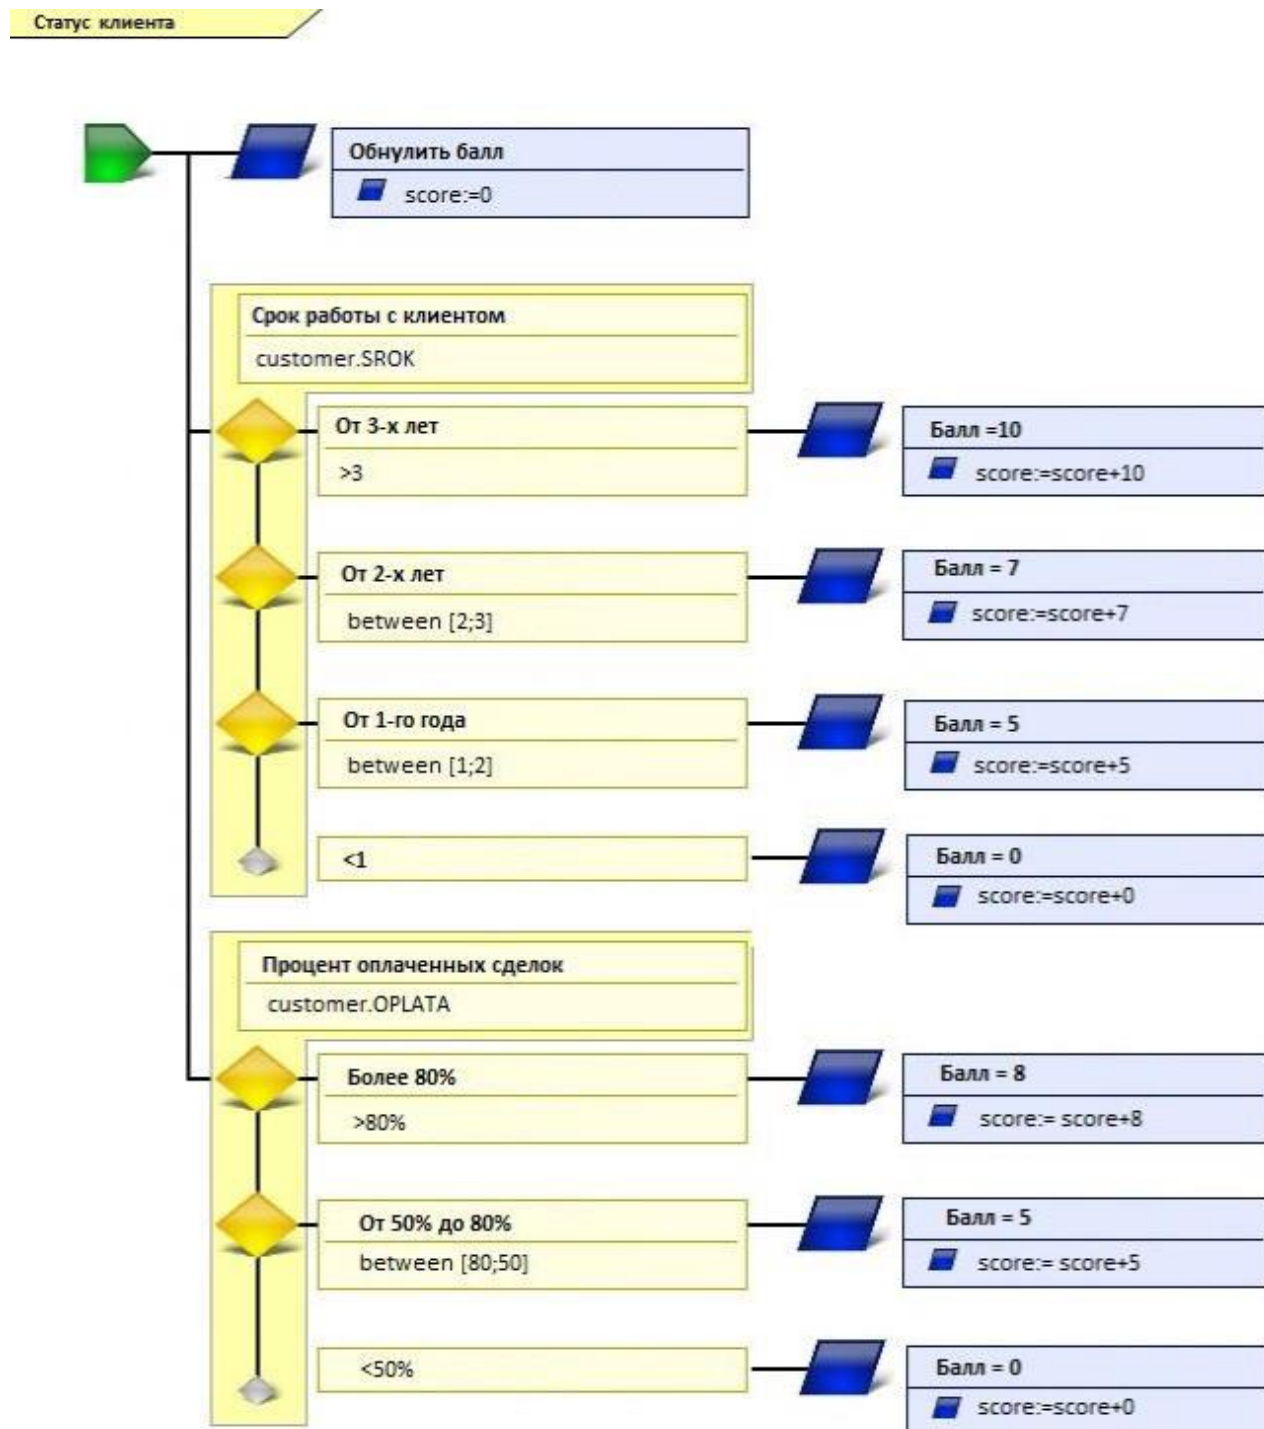 Статус клиента
Обнулить балл
score:=0
Срок работы с клиентом
customer.SROK
От 3-х лет
>3
Балл =10
score:=score+10
От 2-х лет
between [2;3]
Балл = 7
score:=score+7
От 1-го года
between [1;2]
Балл = 5
score:=score+5
<1
Балл = 0
score:=score+0
Процент оплаченных сделок
customer.OPLATA
Более 80%
>80%
Балл = 8
score:= score+8
От 50% до 80%
between [80;50]
Балл = 5
score:= score+5
<50%
Балл = 0
score:=score+0